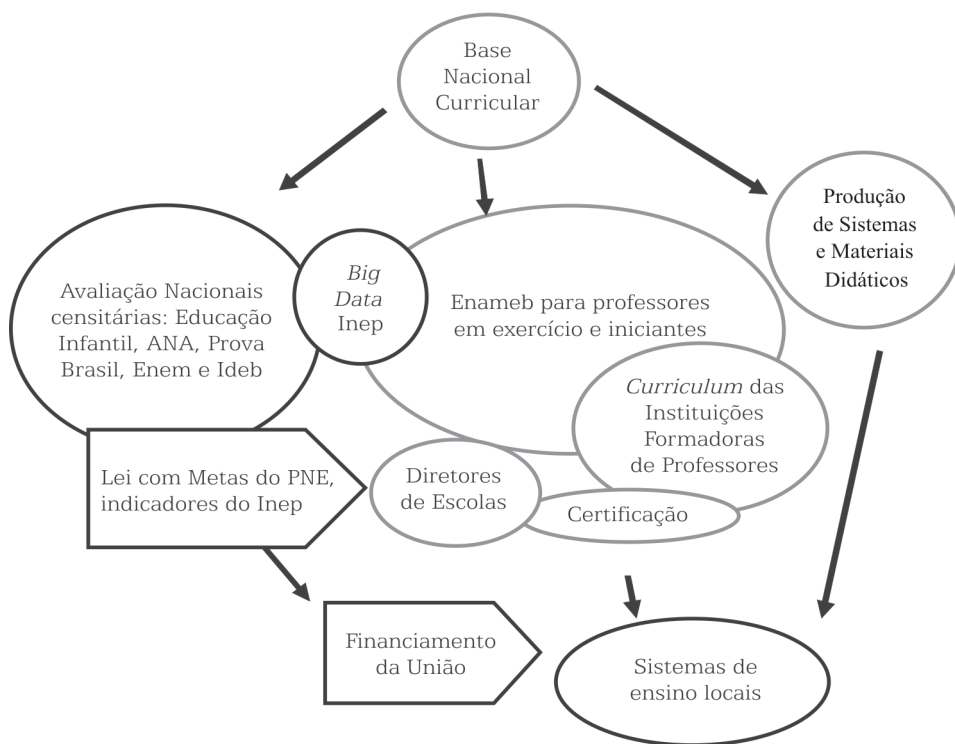 Base
Nacional
Curricular
Produção
de Sistemas
e Materiais
Didáticos
Avaliação Nacionais
censitárias: Educação
Infantil, ANA, Prova
Brasil, Enem e Ideb
Big
Data
Inep
Enameb para professores
em exercício e iniciantes
Curriculum das
Instituições
Formadoras
de Professores
Lei com Metas do PNE,
indicadores do Inep
Diretores
de Escolas
Certificação
Financiamento
da União
Sistemas de
ensino locais